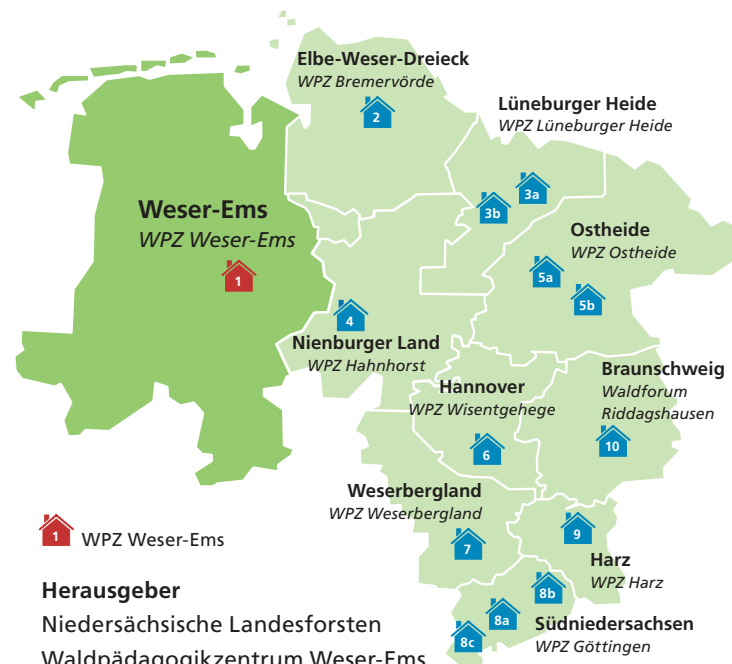 Elbe-Weser-Dreieck
WPZ Bremervörde
2
Lüneburger Heide
WPZ Lüneburger Heide
3a
3b
Weser-Ems
WPZ Weser-Ems
1
Ostheide
WPZ Ostheide
5a
5b
4
Nienburger Land
WPZ Hahnhorst
Hannover
WPZ Wisentgehege
6
Braunschweig
Waldforum
Riddagshausen
10
Weserbergland
WPZ Weserbergland
7
9
Harz
WPZ Harz
8b
8a
8c
Südniedersachsen
WPZ Göttingen
1 WPZ Weser-Ems
Herausgeber
Niedersächsische Landesforsten
Waldpädagogikzentrum Weser-Ems